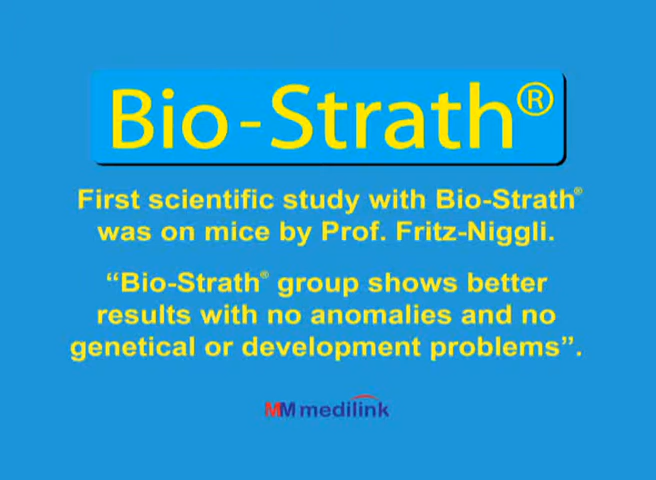 Bio-Strath®
First scientific study with Bio-Strath®
was on mice by Prof. Fritz-Niggli.
“Bio-Strath® group shows better
results with no anomalies and no
genetical or development problems”.
MM medilink